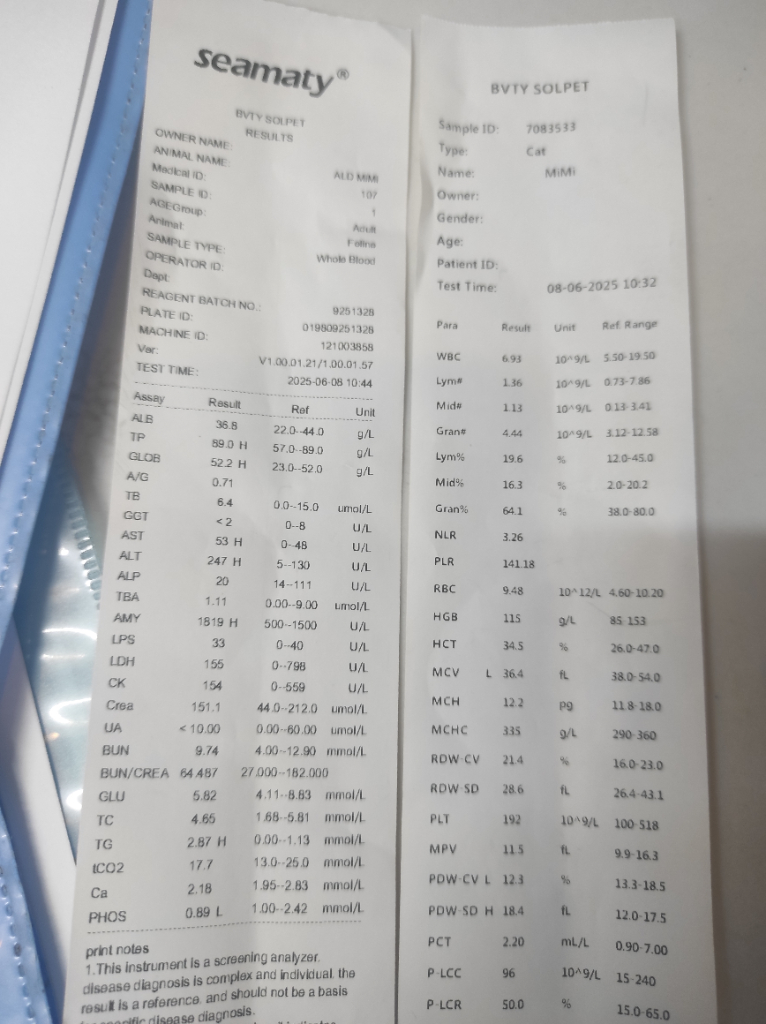 seamaty®
BVTY SOLPET
RESULTS
OWNER NAME:
ANIMAL NAME:
Medical ID: ALD MIMI
SAMPLE ID: 107
AGEGroup: 1
Animal: Adult
SAMPLE TYPE: Feline
OPERATOR ID: Whole Blood
Dept:
REAGENT BATCH NO.: 9251328
PLATE ID: 019809251328
MACHINE ID: 121003858
Ver: V1.00.01.21/1.00.01.57
TEST TIME: 2025-06-08 10:44
Assay Result Ref Unit
ALB 36.8 22.0--44.0 g/L
TP 89.0 H 57.0--89.0 g/L
GLOB 52.2 H 23.0--52.0 g/L
A/G 0.71
TB 6.4 0.0--15.0 umol/L
GGT <2 0--8 U/L
AST 53 H 0--48 U/L
ALT 247 H 5--130 U/L
ALP 20 14--111 U/L
TBA 1.11 0.00--9.00 umol/L
AMY 1819 H 500--1500 U/L
LPS 33 0--40 U/L
LDH 155 0--798 U/L
CK 154 0--559 U/L
Crea 151.1 44.0--212.0 umol/L
UA <10.00 0.00--60.00 umol/L
BUN 9.74 4.00--12.90 mmol/L
BUN/CREA 64.487 27.000--182.000
GLU 5.82 4.11--8.83 mmol/L
TC 4.65 1.68--5.81 mmol/L
TG 2.87 H 0.00--1.13 mmol/L
tCO2 17.7 13.0--25.0 mmol/L
Ca 2.18 1.95--2.83 mmol/L
PHOS 0.89 L 1.00--2.42 mmol/L
print notes
1.This instrument is a screening analyzer,
disease diagnosis is complex and individual. the
result is a reference. and should not be a basis
specific disease diagnosis.
BVTY SOLPET
Sample ID: 7083533
Type: Cat
Name: MiMi
Owner:
Gender:
Age:
Patient ID:
Test Time: 08-06-2025 10:32
Para Result Unit Ref. Range
WBC 6.93 10^9/L 5.50-19.50
Lym# 1.36 10^9/L 0.73-7.86
Mid# 1.13 10^9/L 0.13-3.41
Gran# 4.44 10^9/L 3.12-12.58
Lym% 19.6 % 12.0-45.0
Mid% 16.3 % 2.0-20.2
Gran% 64.1 % 38.0-80.0
NLR 3.26
PLR 141.18
RBC 9.48 10^12/L 4.60-10.20
HGB 115 g/L 85-153
HCT 34.5 % 26.0-47.0
MCV L 36.4 fL 38.0-54.0
MCH 12.2 pg 11.8-18.0
MCHC 335 g/L 290-360
RDW-CV 21.4 % 16.0-23.0
RDW-SD 28.6 fL 26.4-43.1
PLT 192 10^9/L 100-518
MPV 11.5 fL 9.9-16.3
PDW-CV L 12.3 % 13.3-18.5
PDW-SD H 18.4 fL 12.0-17.5
PCT 2.20 mL/L 0.90-7.00
P-LCC 96 10^9/L 15-240
P-LCR 50.0 % 15.0-65.0